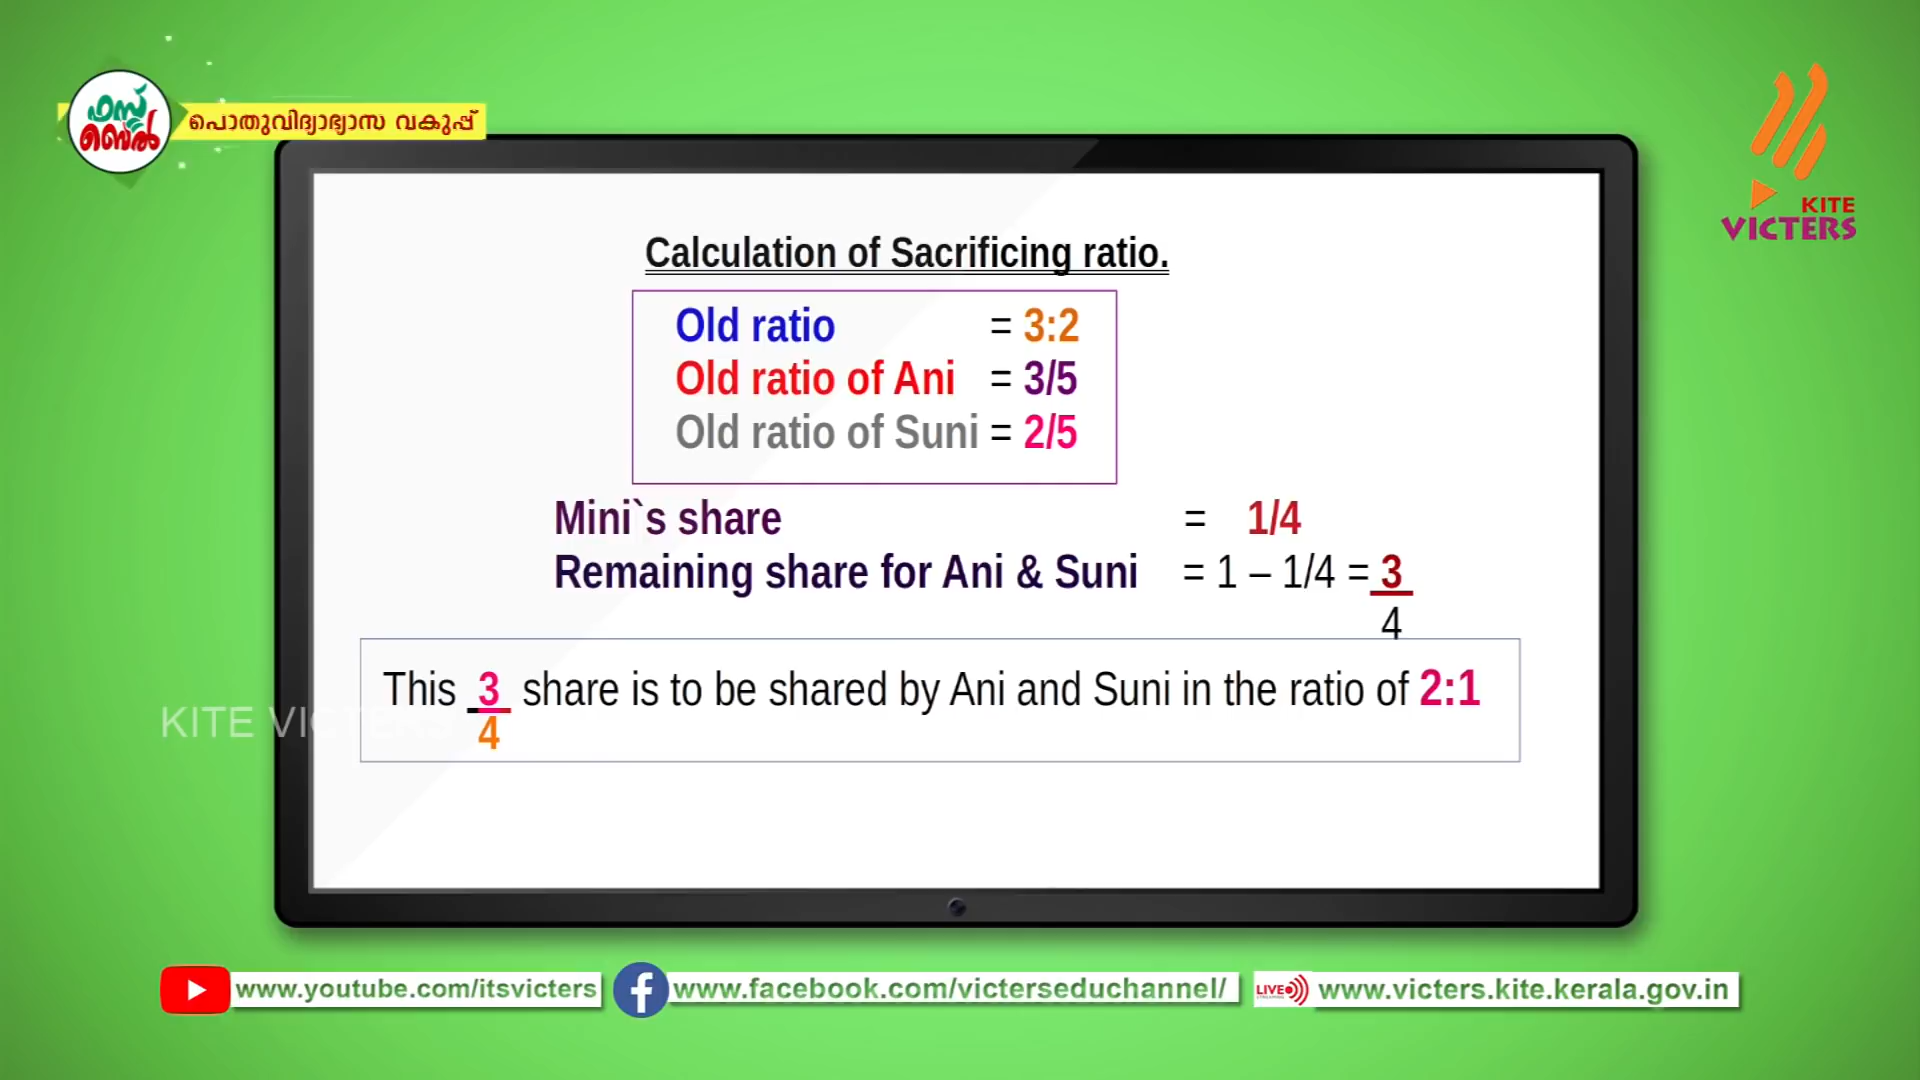 ഫസ്റ്റ്
ബെൽ
പൊതുവിദ്യാഭ്യാസ വകുപ്പ്
KITE
VICTERS
Calculation of Sacrificing ratio.
Old ratio = 3:2
Old ratio of Ani = 3/5
Old ratio of Suni = 2/5
Mini`s share = 1/4
Remaining share for Ani & Suni = 1 – 1/4 = 3
4
This 3 share is to be shared by Ani and Suni in the ratio of 2:1
4
KITE VICTERS
www.youtube.com/itsvicters
www.facebook.com/victerseduchannel/
LIVE
www.victers.kite.kerala.gov.in